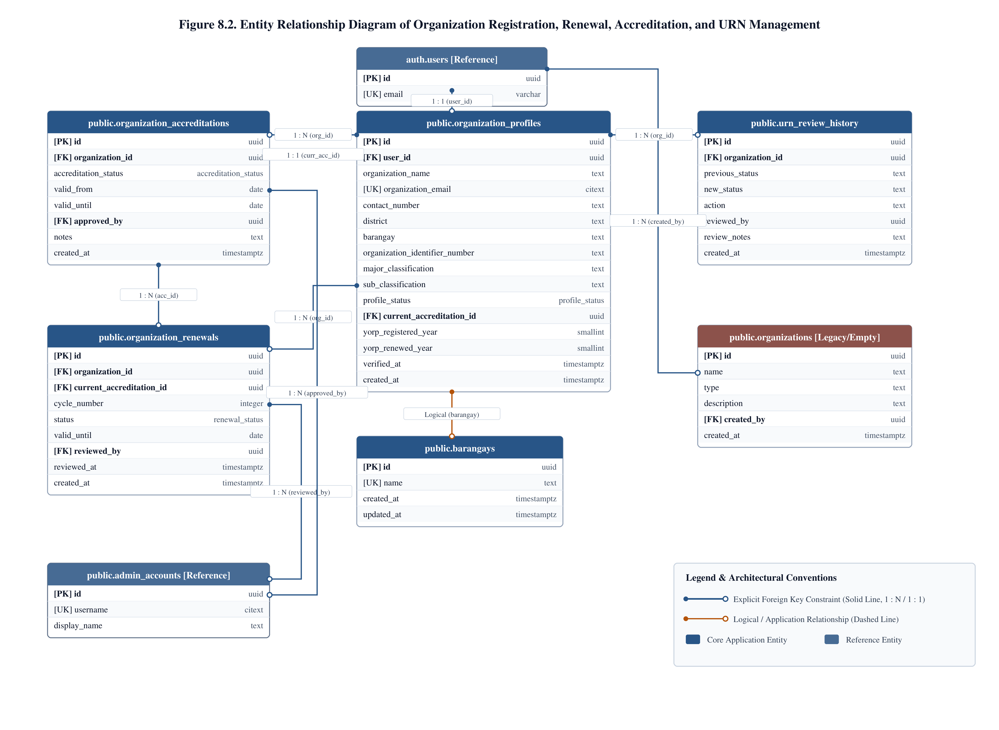 Figure 8.2. Entity Relationship Diagram of Organization Registration, Renewal, Accreditation, and URN Management
auth.users [Reference]
[PK] id uuid
[UK] email varchar
1 : 1 (user_id)
public.organization_accreditations
[PK] id uuid
[FK] organization_id uuid
accreditation_status accreditation_status
valid_from date
valid_until date
[FK] approved_by uuid
notes text
created_at timestamptz
1 : N (org_id)
1 : 1 (curr_acc_id)
public.organization_profiles
[PK] id uuid
[FK] user_id uuid
organization_name text
[UK] organization_email citext
contact_number text
district text
barangay text
organization_identifier_number text
major_classification text
sub_classification text
profile_status profile_status
[FK] current_accreditation_id uuid
yorp_registered_year smallint
yorp_renewed_year smallint
verified_at timestamptz
created_at timestamptz
1 : N (org_id)
1 : N (created_by)
public.urn_review_history
[PK] id uuid
[FK] organization_id uuid
previous_status text
new_status text
action text
reviewed_by uuid
review_notes text
created_at timestamptz
1 : N (acc_id)
1 : N (org_id)
public.organization_renewals
[PK] id uuid
[FK] organization_id uuid
[FK] current_accreditation_id uuid
cycle_number integer
status renewal_status
valid_until date
[FK] reviewed_by uuid
reviewed_at timestamptz
created_at timestamptz
1 : N (approved_by)
1 : N (reviewed_by)
Logical (barangay)
public.barangays
[PK] id uuid
[UK] name text
created_at timestamptz
updated_at timestamptz
public.organizations [Legacy/Empty]
[PK] id uuid
name text
type text
description text
[FK] created_by uuid
created_at timestamptz
public.admin_accounts [Reference]
[PK] id uuid
[UK] username citext
display_name text
Legend & Architectural Conventions
Explicit Foreign Key Constraint (Solid Line, 1 : N / 1 : 1)
Logical / Application Relationship (Dashed Line)
Core Application Entity
Reference Entity